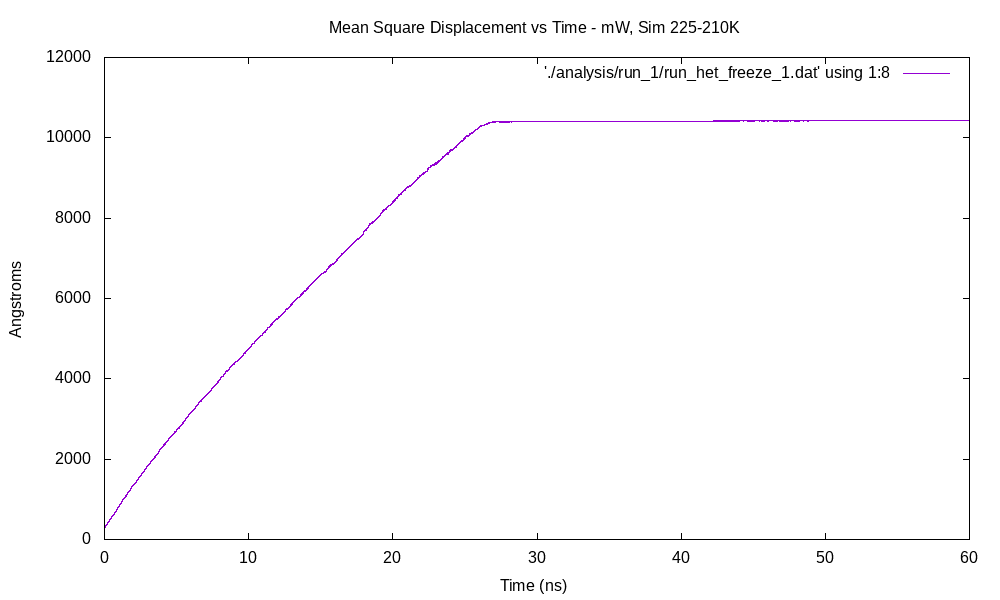 Mean Square Displacement vs Time - mW, Sim 225-210K
12000
'./analysis/run_1/run_het_freeze_1.dat' using 1:8
10000
8000
6000
4000
2000
0
Angstroms
0 10 20 30 40 50 60
Time (ns)